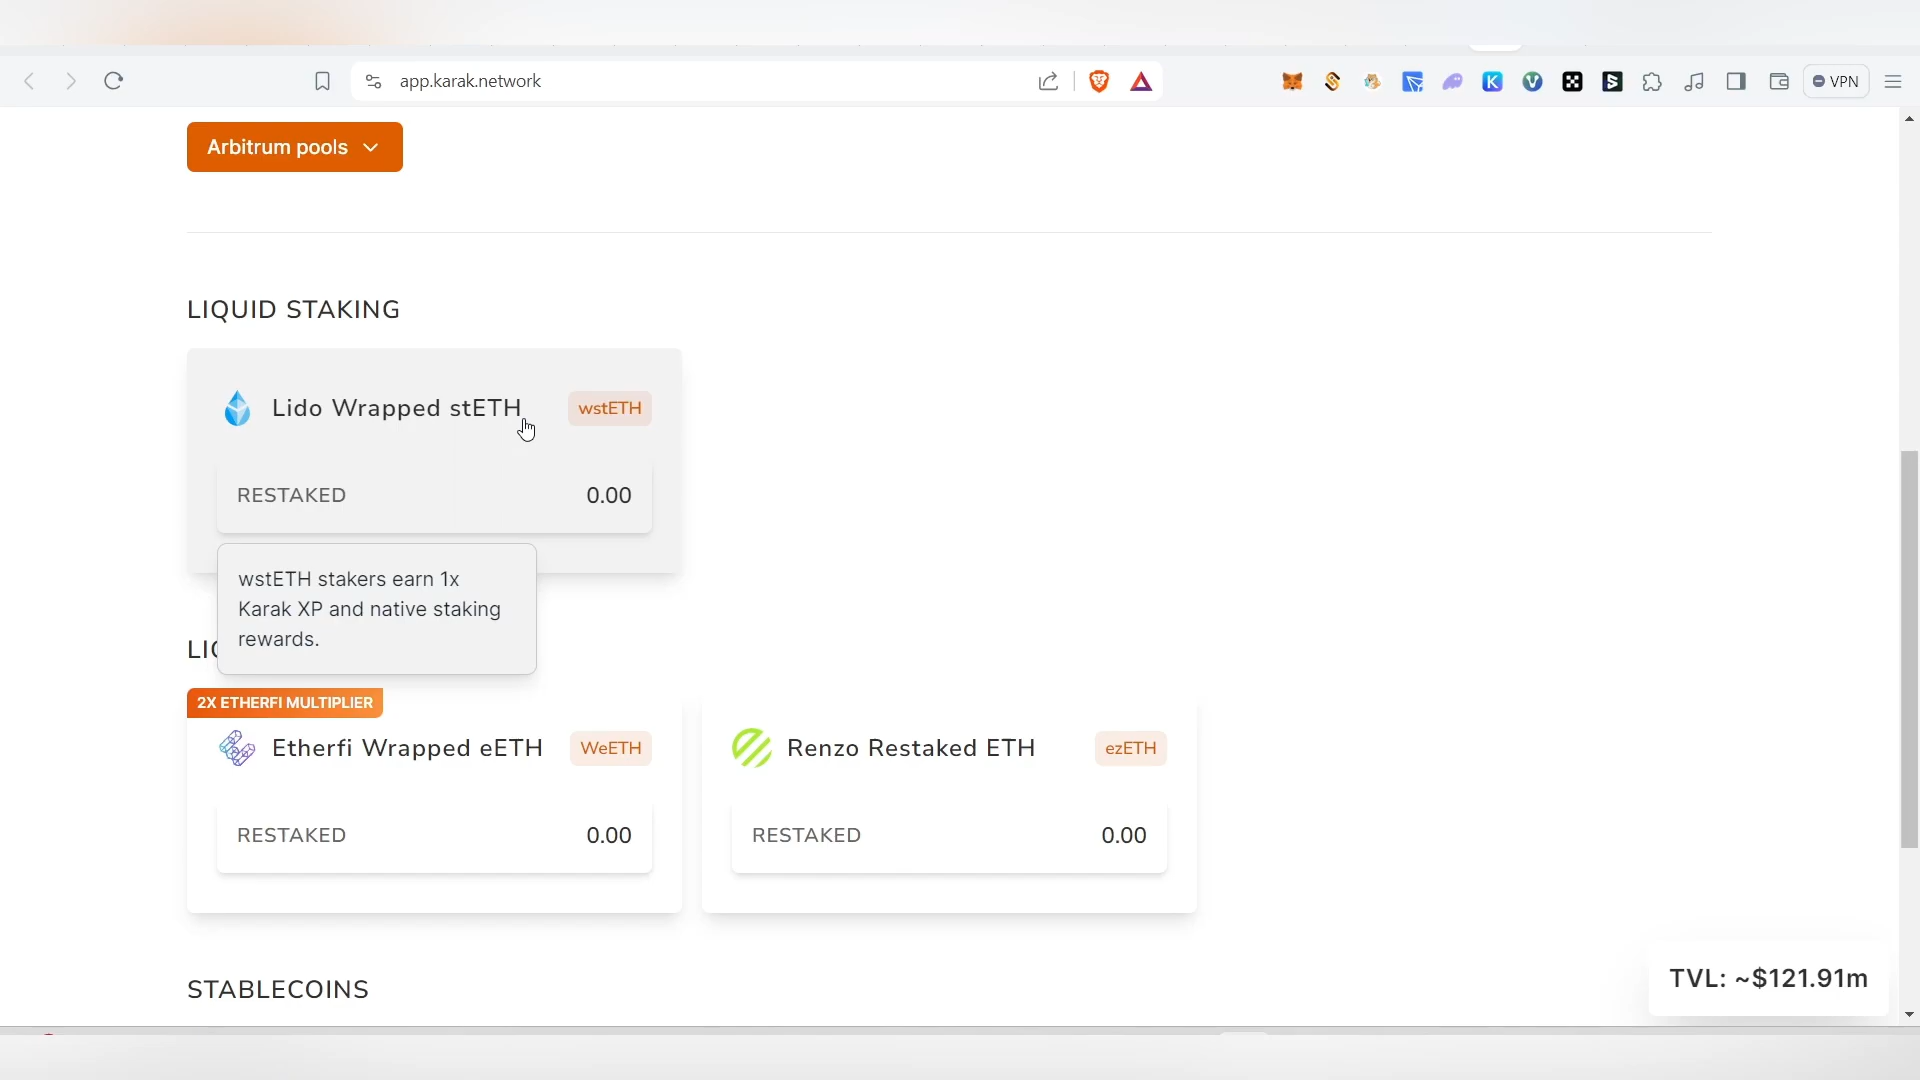 app.karak.network
VPN
Arbitrum pools
LIQUID STAKING
Lido Wrapped stETH
wstETH
RESTAKED
0.00
wstETH stakers earn 1x
Karak XP and native staking
rewards.
2X ETHERFI MULTIPLIER
Etherfi Wrapped eETH
WeETH
RESTAKED
0.00
Renzo Restaked ETH
ezETH
RESTAKED
0.00
STABLECOINS
TVL: ~$121.91m